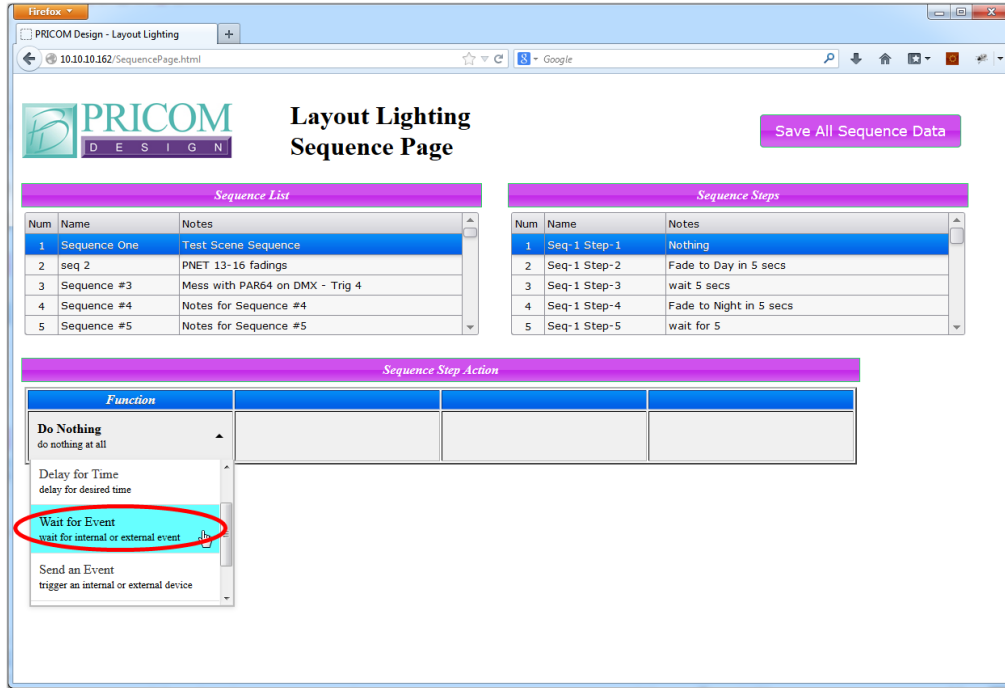 Firefox
PRICOM Design - Layout Lighting
+
10.10.10.162/SequencePage.html
8 Google
PRICOM
DESIGN
Layout Lighting
Sequence Page
Save All Sequence Data
Sequence List
Num Name Notes
1 Sequence One Test Scene Sequence
2 seq 2 PNET 13-16 fadings
3 Sequence #3 Mess with PAR64 on DMX - Trig 4
4 Sequence #4 Notes for Sequence #4
5 Sequence #5 Notes for Sequence #5
Sequence Steps
Num Name Notes
1 Seq-1 Step-1 Nothing
2 Seq-1 Step-2 Fade to Day in 5 secs
3 Seq-1 Step-3 wait 5 secs
4 Seq-1 Step-4 Fade to Night in 5 secs
5 Seq-1 Step-5 wait for 5
Sequence Step Action
Function
Do Nothing
do nothing at all
Delay for Time
delay for desired time
Wait for Event
wait for internal or external event
Send an Event
trigger an internal or external device